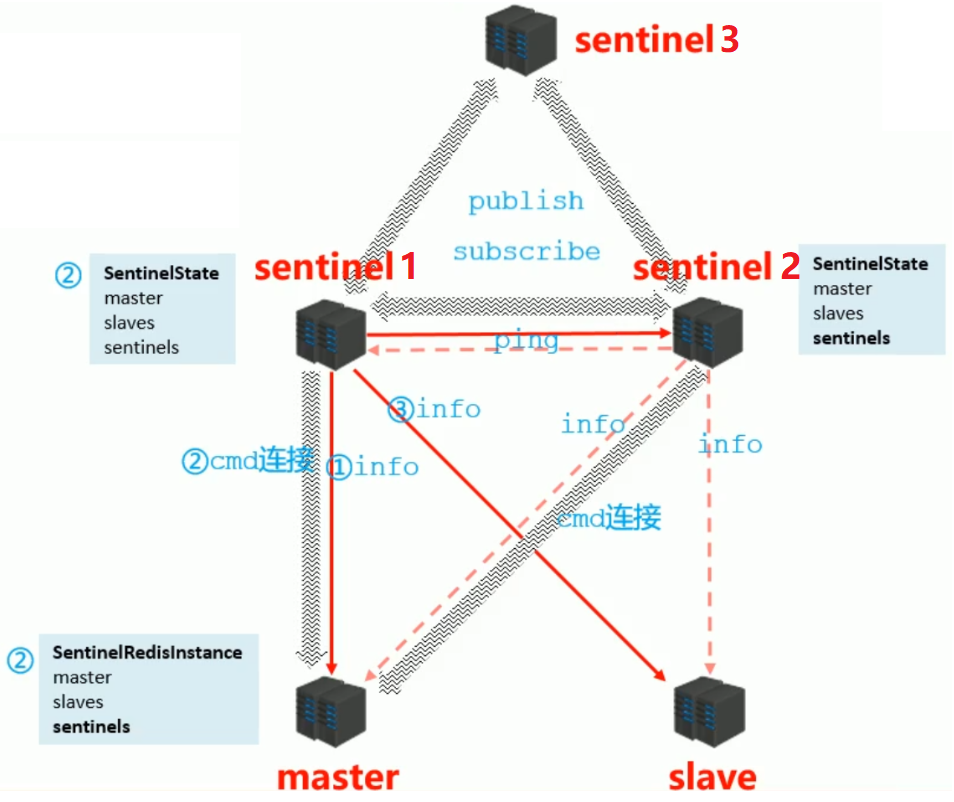 sentinel 3
publish
subscribe
sentinel 1
sentinel 2
②
SentinelState
master
slaves
sentinels
SentinelState
master
slaves
sentinels
ping
③info
info
info
②cmd连接
①info
cmd连接
②
SentinelRedisInstance
master
slaves
sentinels
master
slave